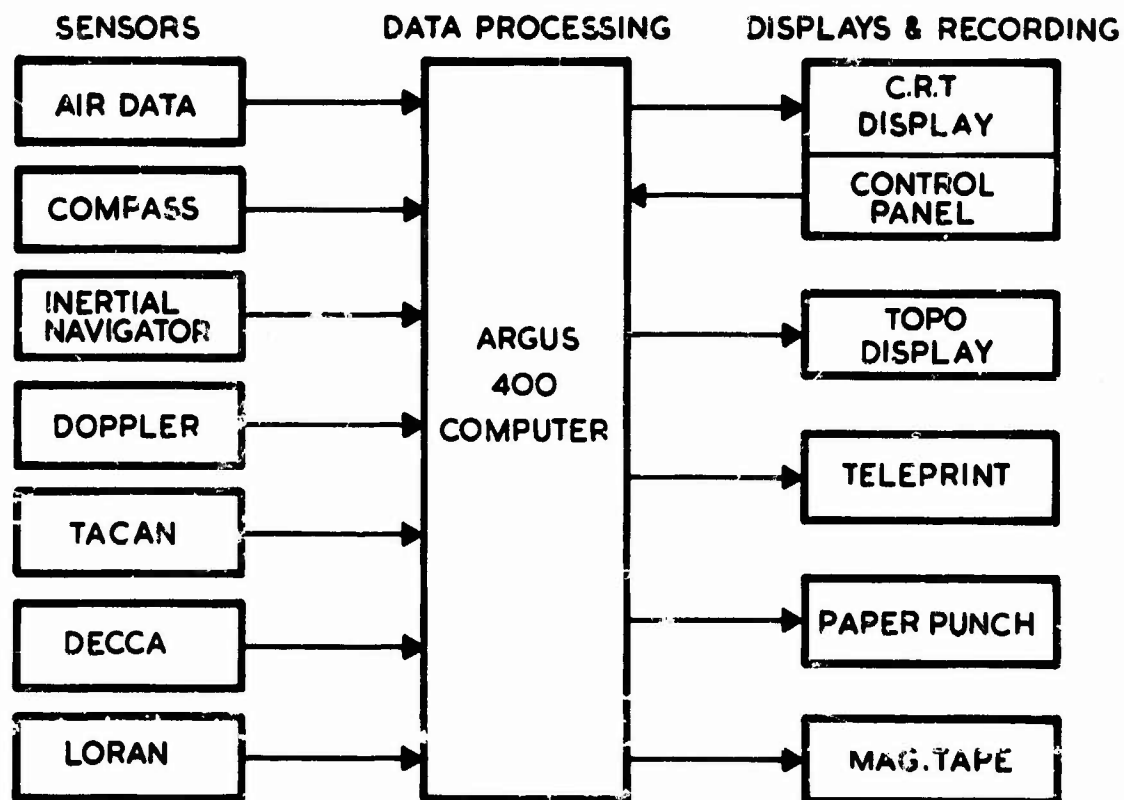 SENSORS
DATA PROCESSING
DISPLAYS & RECORDING
AIR DATA
COMPASS
INERTIAL
NAVIGATOR
DOPPLER
TACAN
DECCA
LORAN
ARGUS
400
COMPUTER
C.R.T
DISPLAY
CONTROL
PANEL
TOPO
DISPLAY
TELEPRINT
PAPER PUNCH
MAG.TAPE